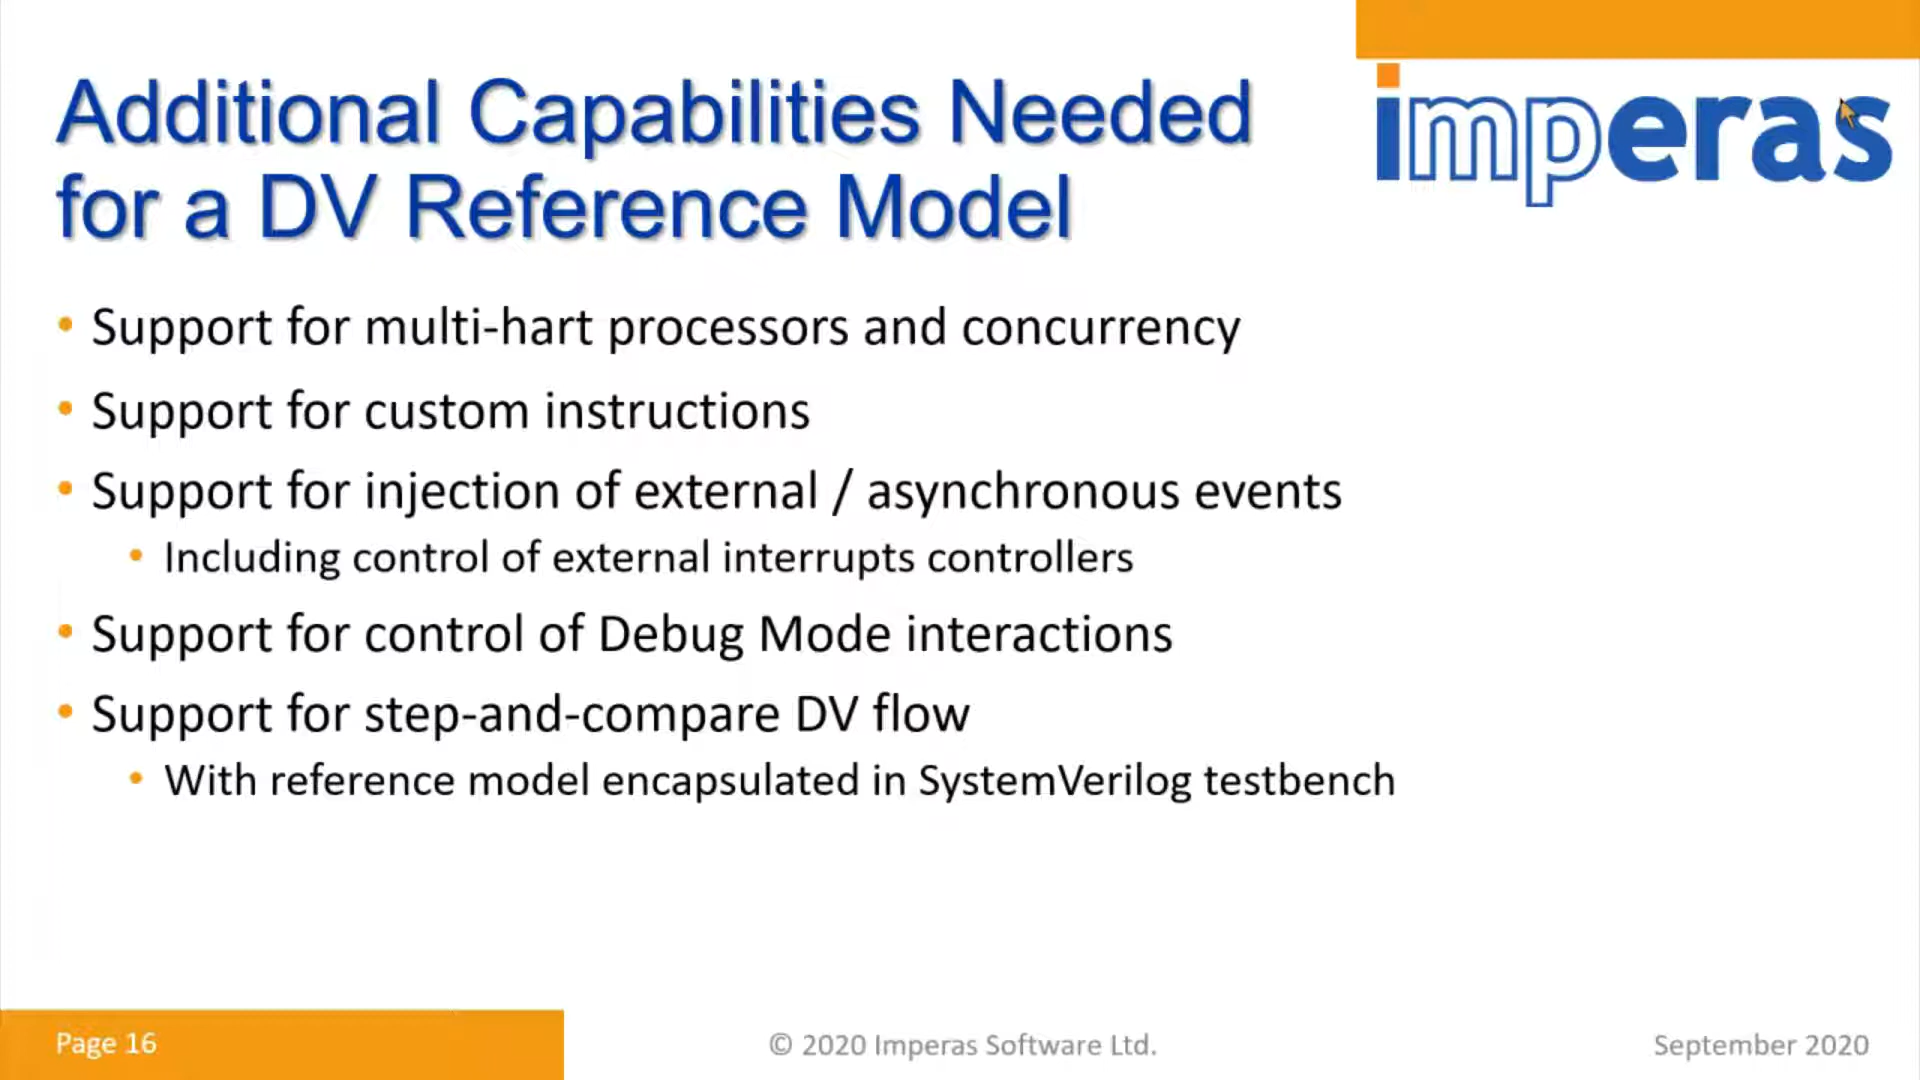 Additional Capabilities Needed
for a DV Reference Model
imperas
• Support for multi-hart processors and concurrency
• Support for custom instructions
• Support for injection of external / asynchronous events
• Including control of external interrupts controllers
• Support for control of Debug Mode interactions
• Support for step-and-compare DV flow
• With reference model encapsulated in SystemVerilog testbench
Page 16
© 2020 Imperas Software Ltd.
September 2020